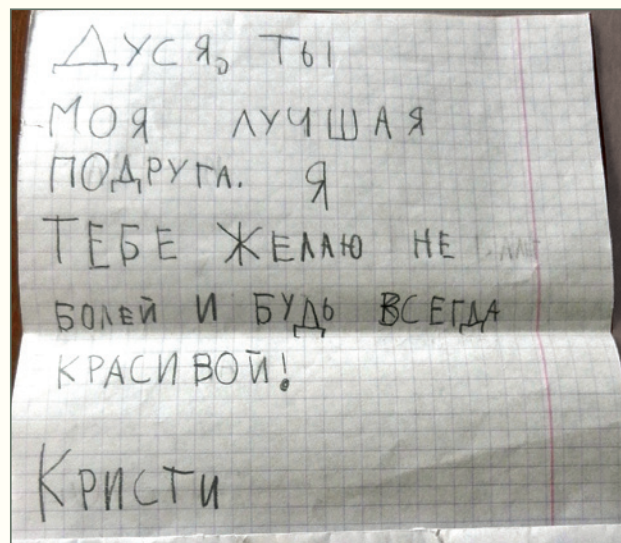 ДУСЯ, ТЫ
МОЯ ЛУЧШАЯ
ПОДРУГА. Я
ТЕБЕ ЖЕЛАЮ НЕ
БОЛЕЙ И БУДЬ ВСЕГДА
КРАСИВОЙ!
КРИСТИ